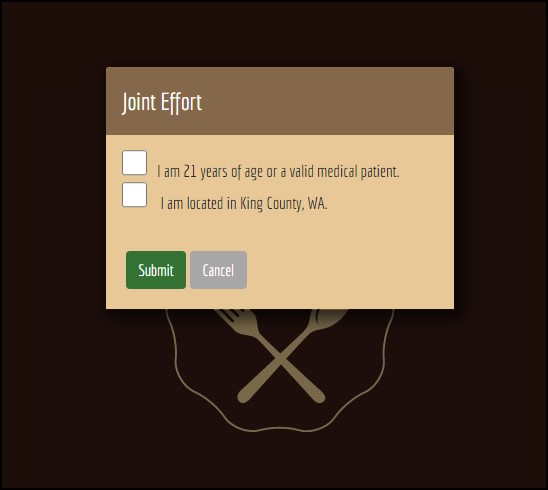 Joint Effort
I am 21 years of age or a valid medical patient.
I am located in King County, WA.
Submit Cancel